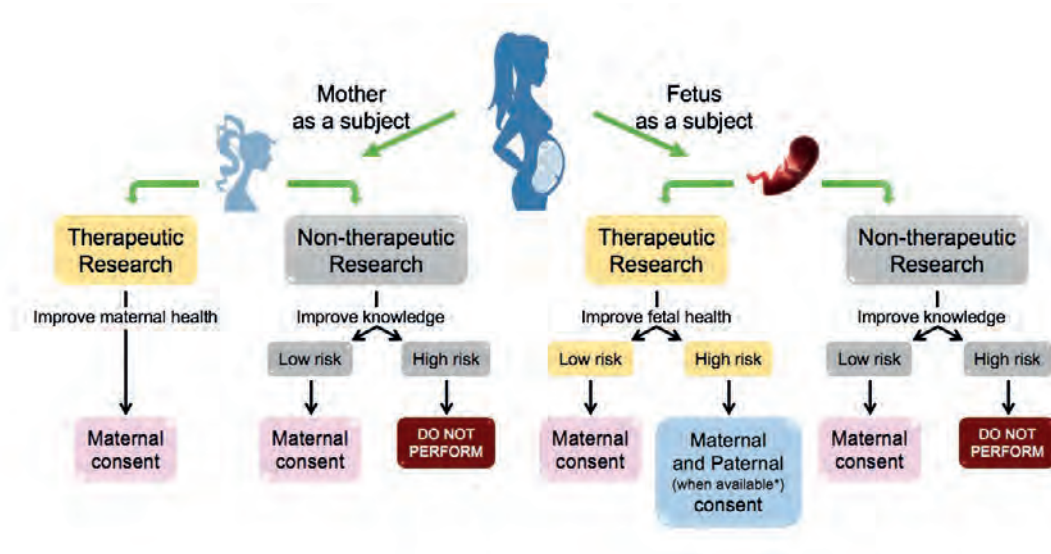 Mother
as a subject
Fetus
as a subject
Therapeutic
Research
Non-therapeutic
Research
Therapeutic
Research
Non-therapeutic
Research
Improve maternal health
Improve knowledge
Improve fetal health
Improve knowledge
Low risk
High risk
Low risk
High risk
Low risk
High risk
Maternal
consent
Maternal
consent
DO NOT
PERFORM
Maternal
consent
Maternal
and Paternal
(when available*)
consent
Maternal
consent
DO NOT
PERFORM